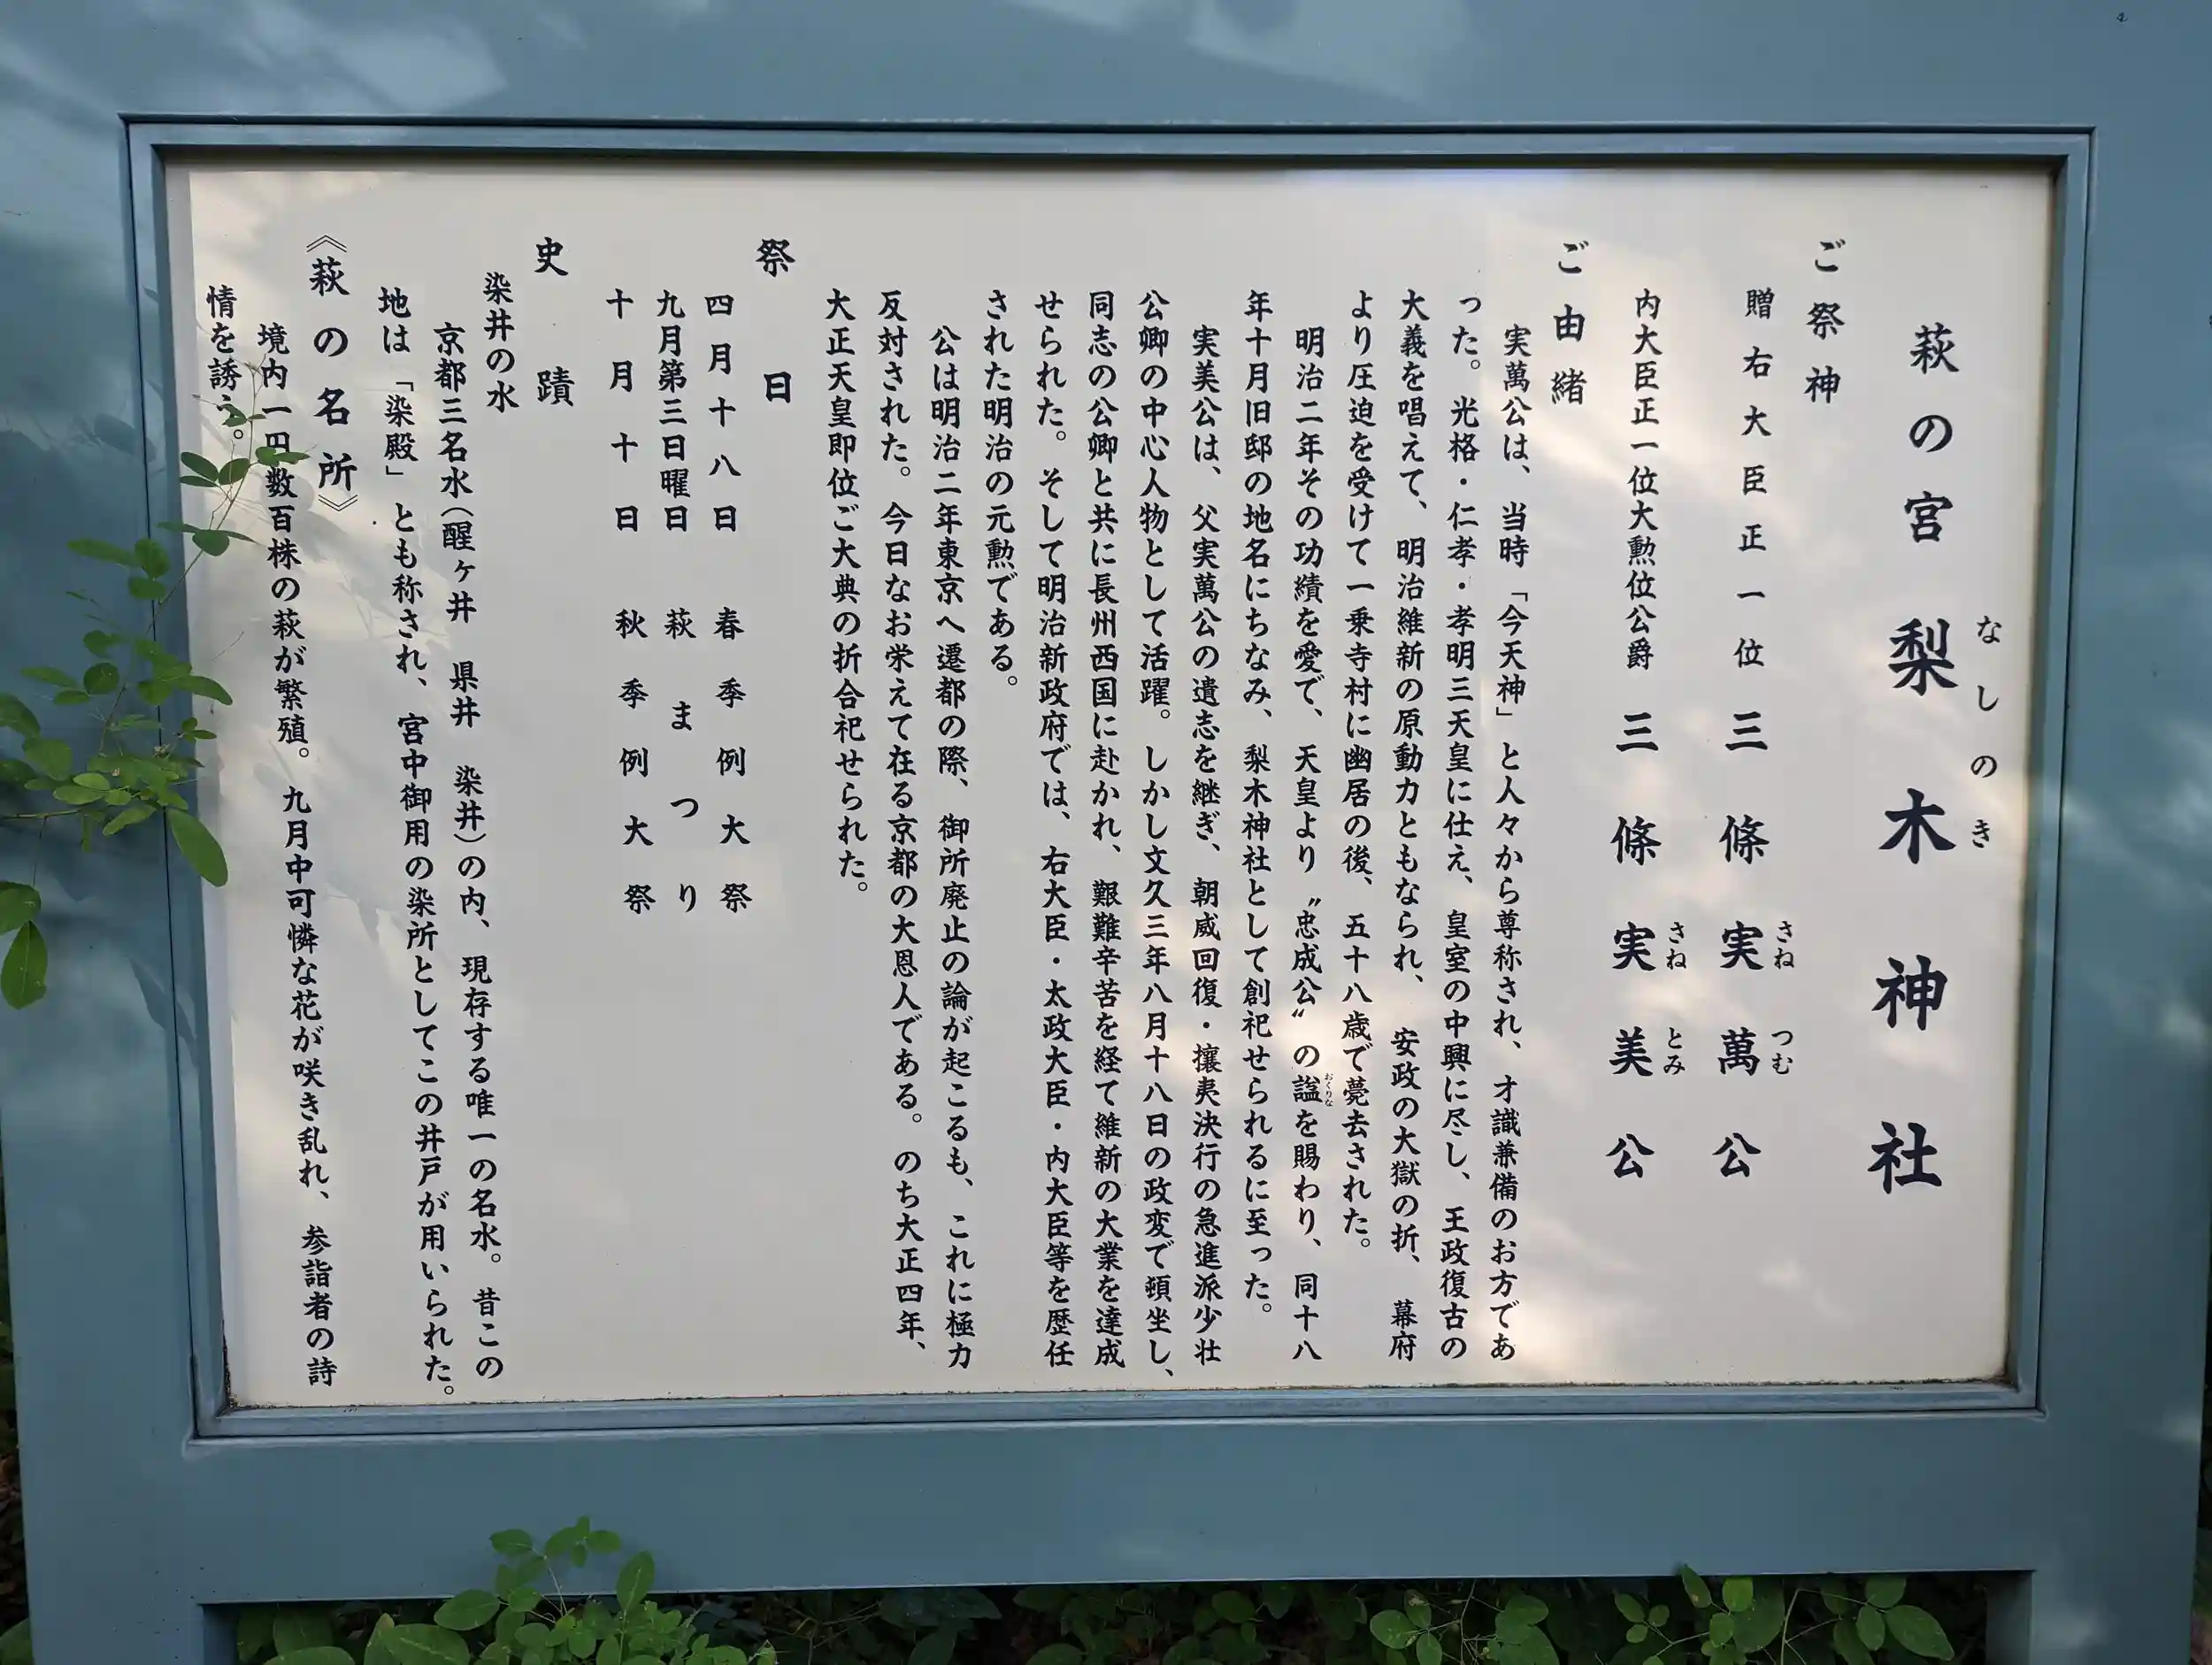 萩の宮 梨木神社
なしのき
ご祭神
贈右大臣正一位 三條実萬公
さねつむ
内大臣正一位大勲位公爵 三條実美公
さねとみ
ご由緒
実萬公は、当時「今天神」と人々から尊称され、才識兼備のお方であ
った。光格・仁孝・孝明三天皇に仕え、皇室の中興に尽し、王政復古の
大義を唱えて、明治維新の原動力ともなられ、安政の大獄の折、幕府
より圧迫を受けて一乗寺村に幽居の後、五十八歳で薨去された。
明治二年その功績を愛で、天皇より〝忠成公〟の諡を賜わり、同十八
おくりな
年十月旧邸の地名にちなみ、梨木神社として創祀せられるに至った。
実美公は、父実萬公の遺志を継ぎ、朝威回復・攘夷決行の急進派少壮
公卿の中心人物として活躍。しかし文久三年八月十八日の政変で頓坐し、
同志の公卿と共に長州西国に赴かれ、艱難辛苦を経て維新の大業を達成
せられた。そして明治新政府では、右大臣・太政大臣・内大臣等を歴任
された明治の元勲である。
公は明治二年東京へ遷都の際、御所廃止の論が起こるも、これに極力
反対された。今日なお栄えて在る京都の大恩人である。のち大正四年、
大正天皇即位ご大典の折合祀せられた。
祭日
四月十八日 春季例大祭
九月第三日曜日 萩まつり
十月十日 秋季例大祭
史蹟
染井の水
京都三名水(醒ヶ井 県井 染井)の内、現存する唯一の名水。昔この
地は「染殿」とも称され、宮中御用の染所としてこの井戸が用いられた。
《萩の名所》
境内一円数百株の萩が繁殖。九月中可憐な花が咲き乱れ、参詣者の詩
情を誘う。